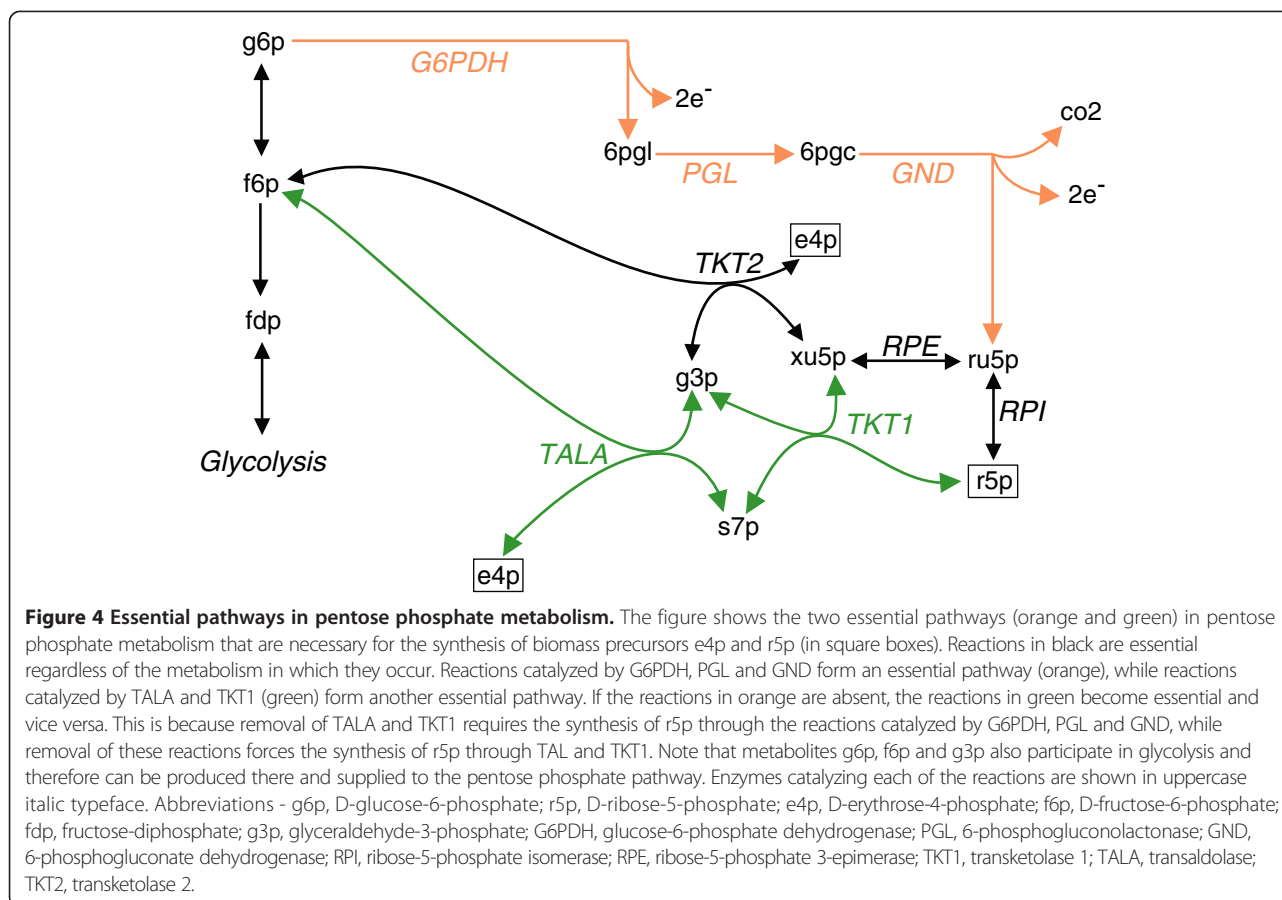 g6p
G6PDH
2e-
co2
6pgl
PGL
6pgc
GND
2e-
f6p
e4p
TKT2
fdp
g3p
xu5p
RPE
ru5p
RPI
TKT1
Glycolysis
TALA
r5p
s7p
e4p
Figure 4 Essential pathways in pentose phosphate metabolism. The figure shows the two essential pathways (orange and green) in pentose
phosphate metabolism that are necessary for the synthesis of biomass precursors e4p and r5p (in square boxes). Reactions in black are essential
regardless of the metabolism in which they occur. Reactions catalyzed by G6PDH, PGL and GND form an essential pathway (orange), while reactions
catalyzed by TALA and TKT1 (green) form another essential pathway. If the reactions in orange are absent, the reactions in green become essential and
vice versa. This is because removal of TALA and TKT1 requires the synthesis of r5p through the reactions catalyzed by G6PDH, PGL and GND, while
removal of these reactions forces the synthesis of r5p through TAL and TKT1. Note that metabolites g6p, f6p and g3p also participate in glycolysis and
therefore can be produced there and supplied to the pentose phosphate pathway. Enzymes catalyzing each of the reactions are shown in uppercase
italic typeface. Abbreviations - g6p, D-glucose-6-phosphate; r5p, D-ribose-5-phosphate; e4p, D-erythrose-4-phosphate; f6p, D-fructose-6-phosphate;
fdp, fructose-diphosphate; g3p, glyceraldehyde-3-phosphate; G6PDH, glucose-6-phosphate dehydrogenase; PGL, 6-phosphogluconolactonase; GND,
6-phosphogluconate dehydrogenase; RPI, ribose-5-phosphate isomerase; RPE, ribose-5-phosphate 3-epimerase; TKT1, transketolase 1; TALA, transaldolase;
TKT2, transketolase 2.